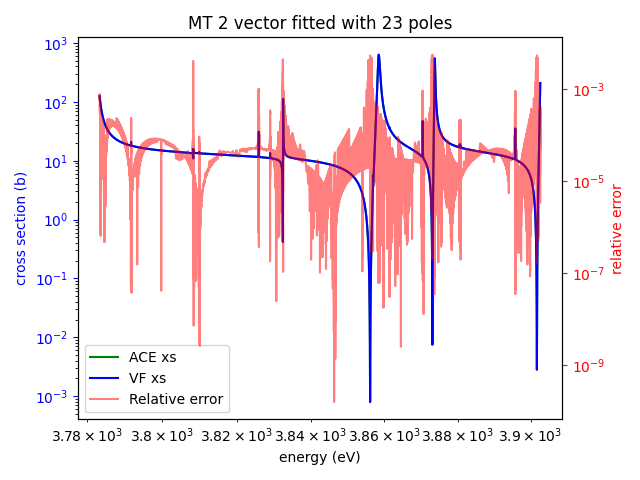 MT 2 vector fitted with 23 poles
10³
10²
10¹
10⁰
10⁻¹
10⁻²
10⁻³
cross section (b)
10⁻³
10⁻⁵
10⁻⁷
10⁻⁹
relative error
ACE xs
VF xs
Relative error
3.78 × 10³ 3.8 × 10³ 3.82 × 10³ 3.84 × 10³ 3.86 × 10³ 3.88 × 10³ 3.9 × 10³
energy (eV)